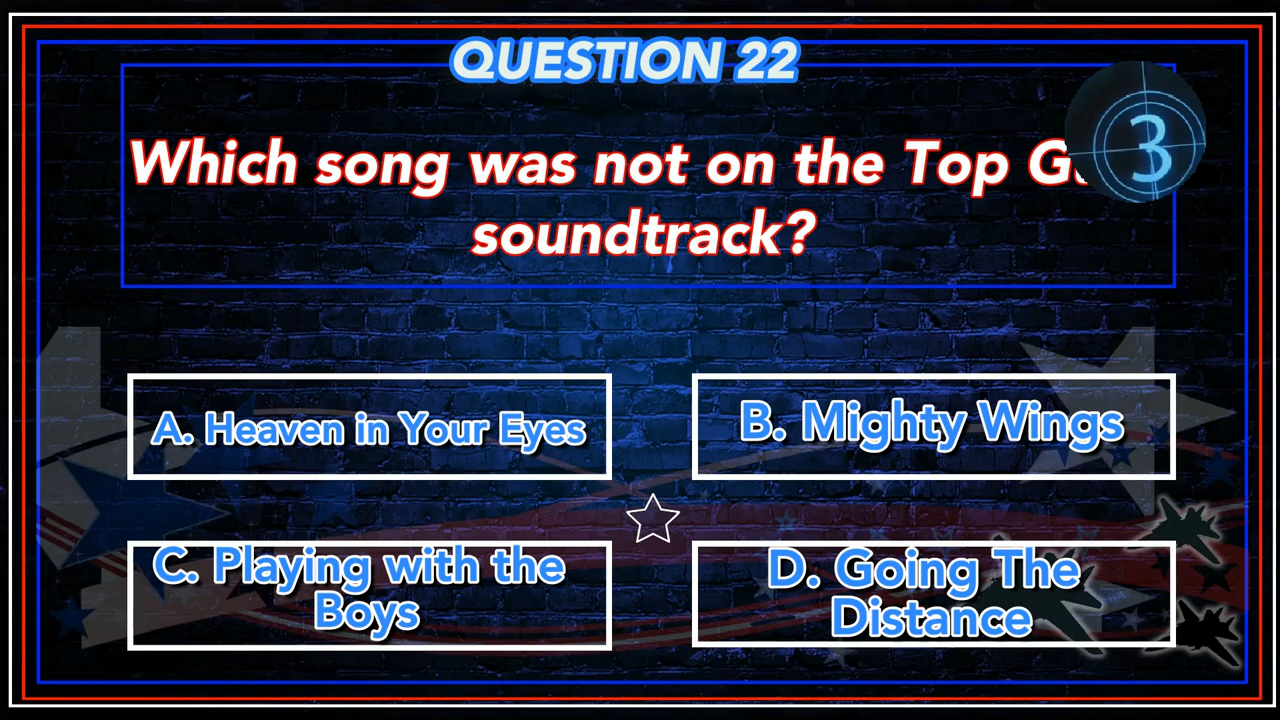 QUESTION 22
Which song was not on the Top
3
soundtrack?
A. Heaven in Your Eyes
B. Mighty Wings
C. Playing with the
Boys
D. Going The
Distance